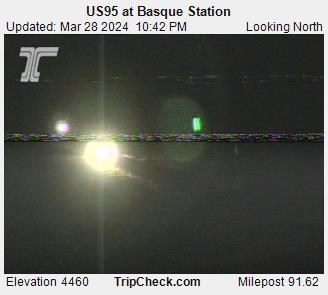 US95 at Basque Station
Updated: Mar 28 2024 10:42 PM Looking North
Elevation 4460 TripCheck.com Milepost 91.62